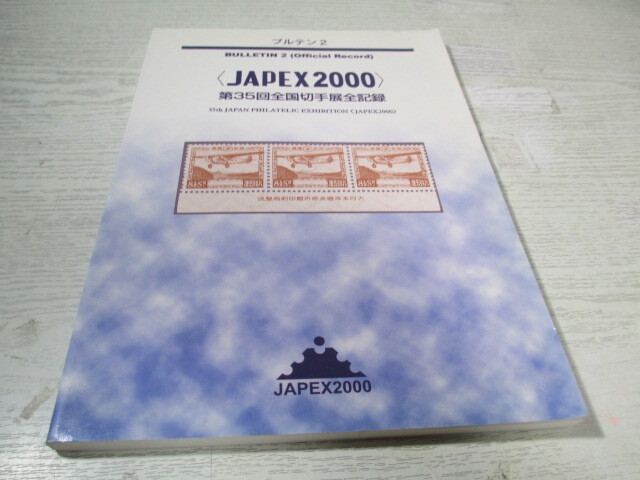 ブルテン 2
BULLETIN 2 (Official Record)
〈JAPEX2000〉
第35回全国切手展全記録
35th JAPAN PHILATELIC EXHIBITION〈JAPEX2000〉
JAPEX2000